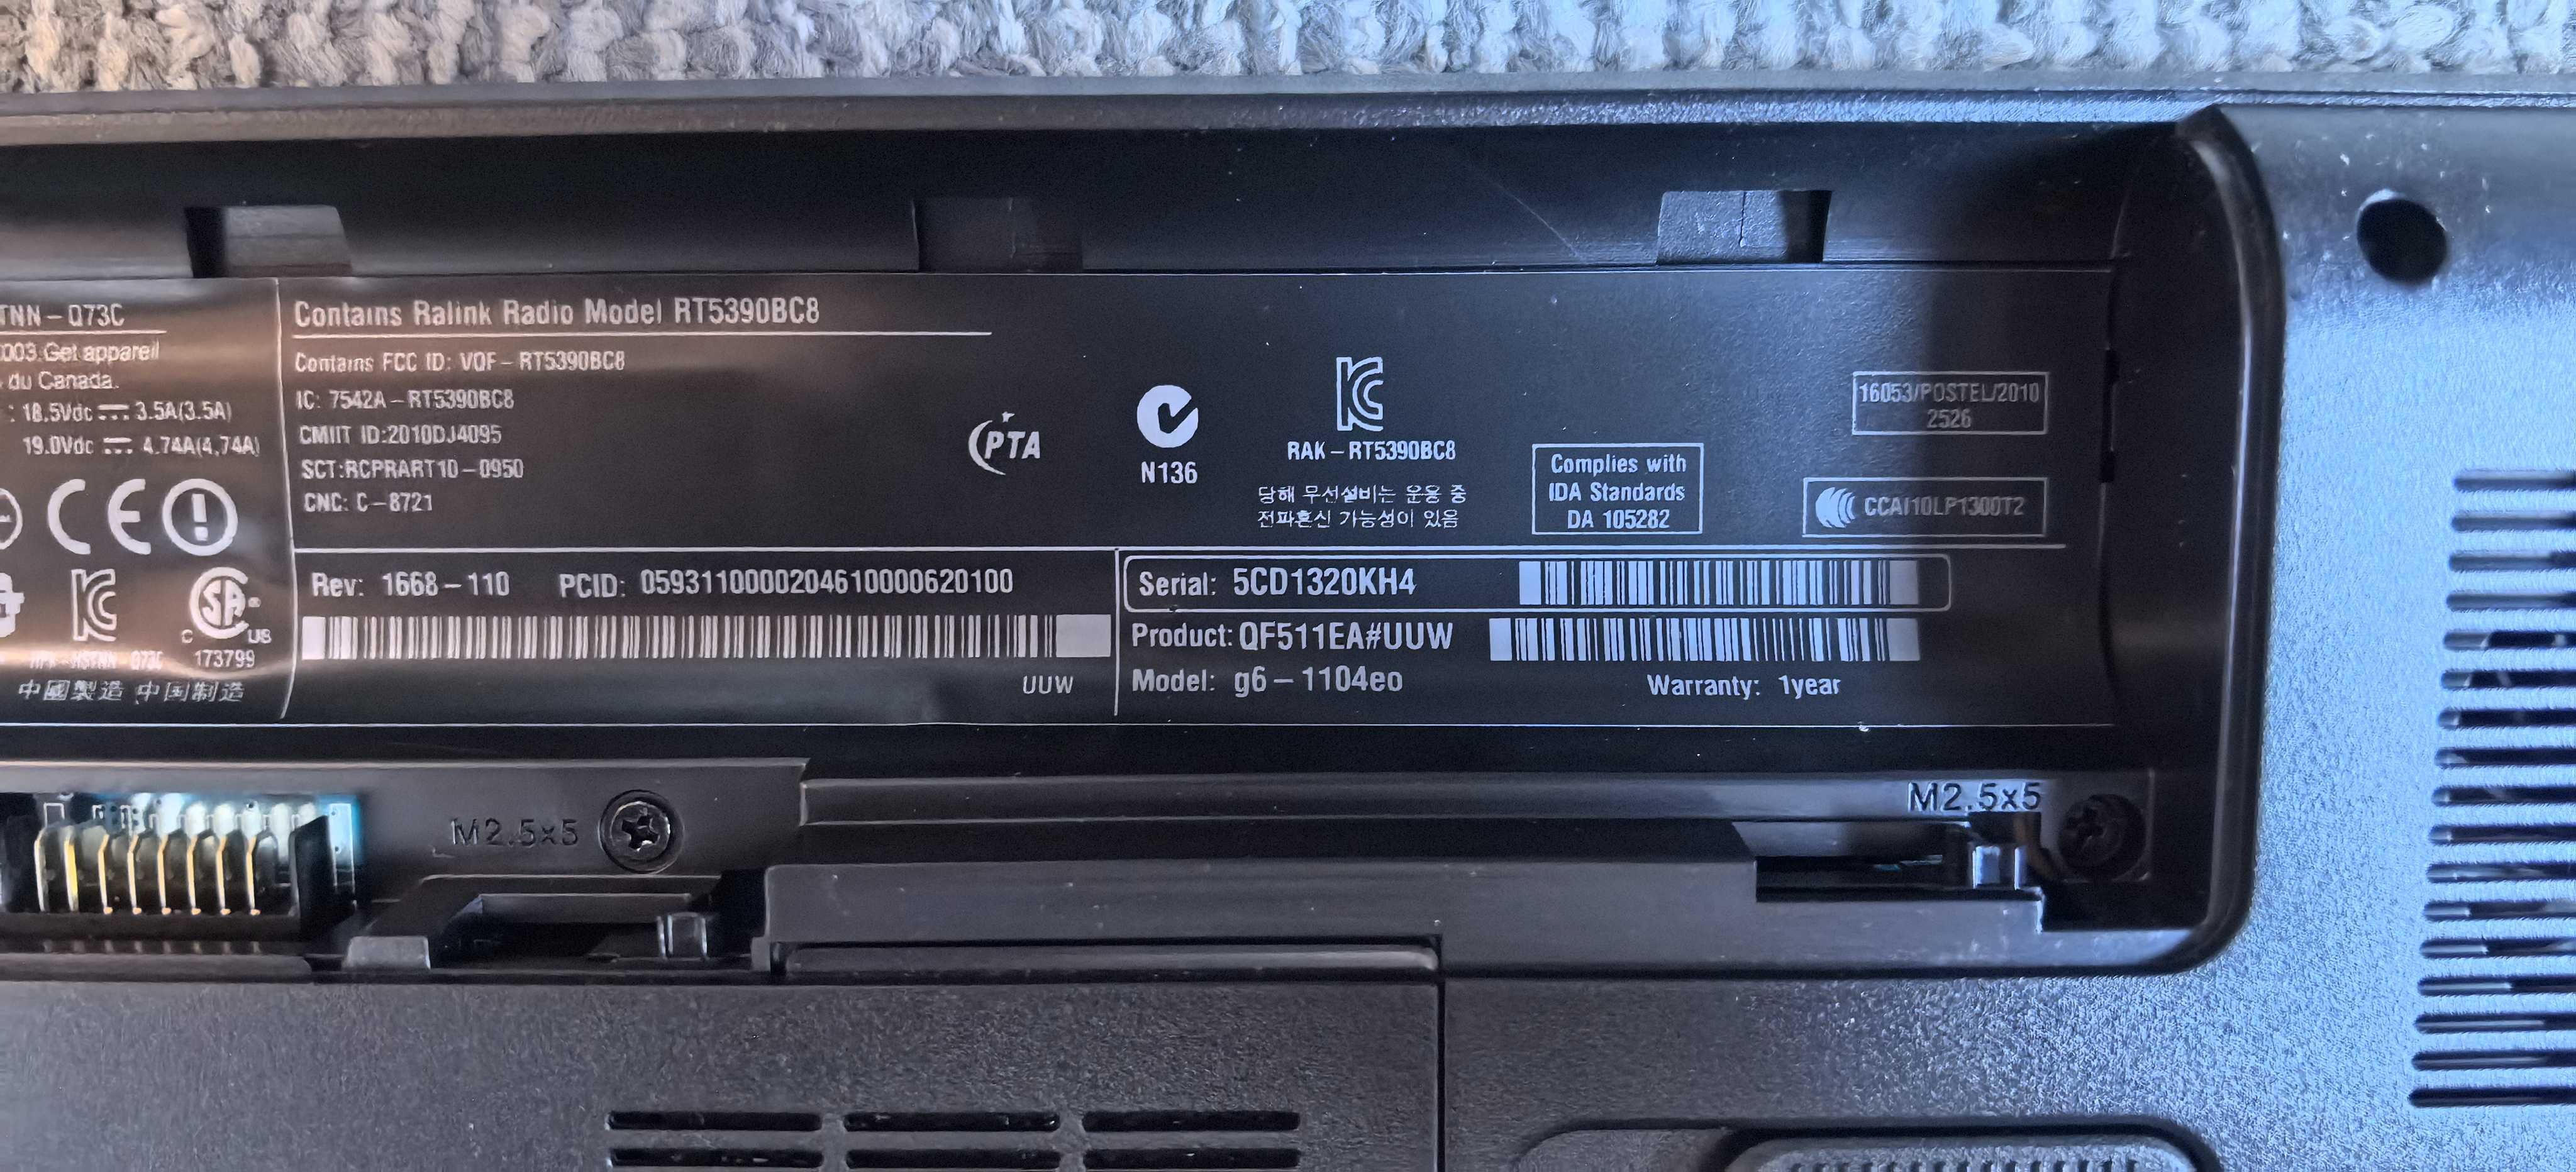 TNN-Q73C
003. Get appareil
du Canada.
: 18.5Vdc 3.5A(3.5A)
19.0Vdc 4.74A(4,74A)
CE
C US
173799
中國製造 中国制造
Contains Ralink Radio Model RT5390BC8
Contains FCC ID: VQF-RT5390BC8
IC: 7542A-RT5390BC8
CMIIT ID:2010DJ4095
SCT:RCPRART10-0950
CNC: C-8721
PTA
N136
RAK-RT5390BC8
당해 무선설비는 운용 중
전파혼신 가능성이 있음
Complies with
IDA Standards
DA 105282
16053/POSTEL/2010
2526
CCAI10LP1300T2
Rev: 1668-110 PCID: 0593110000204610000620100
UUW
Serial: 5CD1320KH4
Product: QF511EA#UUW
Model: g6-1104eo
Warranty: 1year
M2.5x5
M2.5x5